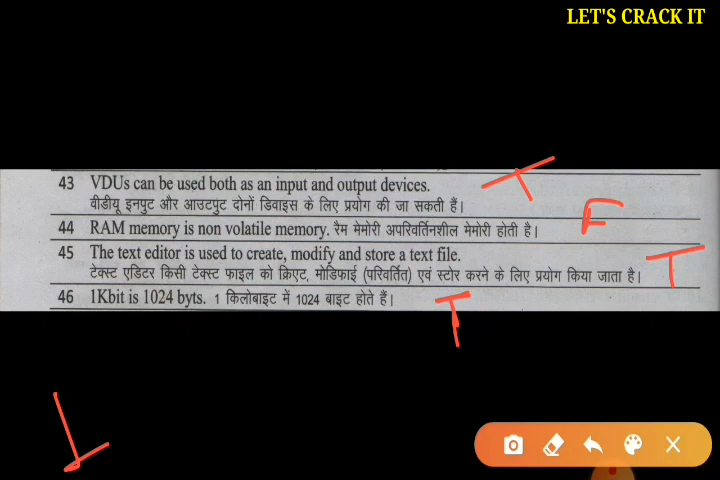 LET'S CRACK IT
43 VDUs can be used both as an input and output devices. T
वीडीयू इनपुट और आउटपुट दोनों डिवाइस के लिए प्रयोग की जा सकती हैं।
44 RAM memory is non volatile memory. रैम मेमोरी अपरिवर्तिनशील मेमोरी होती है। F
45 The text editor is used to create, modify and store a text file. T
टेक्स्ट एडिटर किसी टेक्स्ट फाइल को क्रिएट, मोडिफाई (परिवर्तित) एवं स्टोर करने के लिए प्रयोग किया जाता है।
46 1Kbit is 1024 byts. 1 किलोबाइट में 1024 बाइट होते हैं। T